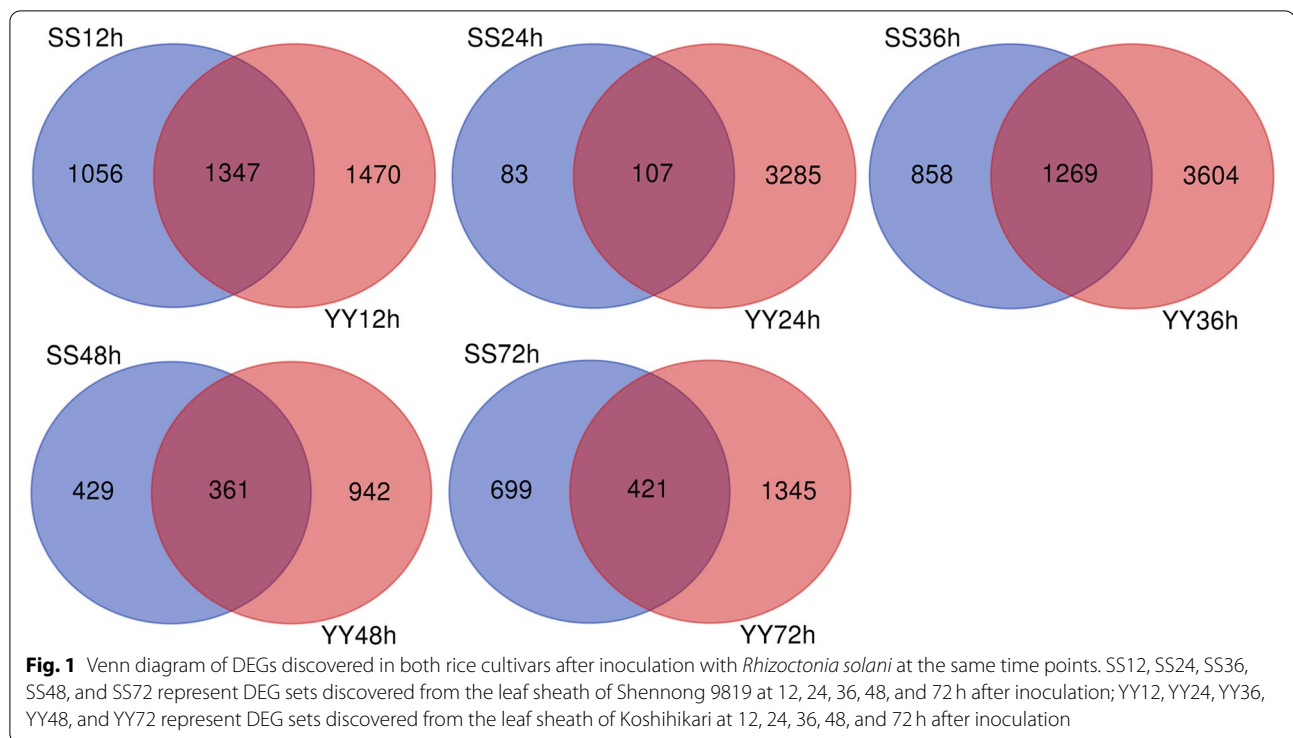 SS12h
1056 1347 1470
YY12h
SS24h
83 107 3285
YY24h
SS36h
858 1269 3604
YY36h
SS48h
429 361 942
YY48h
SS72h
699 421 1345
YY72h
Fig. 1 Venn diagram of DEGs discovered in both rice cultivars after inoculation with Rhizoctonia solani at the same time points. SS12, SS24, SS36,
SS48, and SS72 represent DEG sets discovered from the leaf sheath of Shennong 9819 at 12, 24, 36, 48, and 72 h after inoculation; YY12, YY24, YY36,
YY48, and YY72 represent DEG sets discovered from the leaf sheath of Koshihikari at 12, 24, 36, 48, and 72 h after inoculation